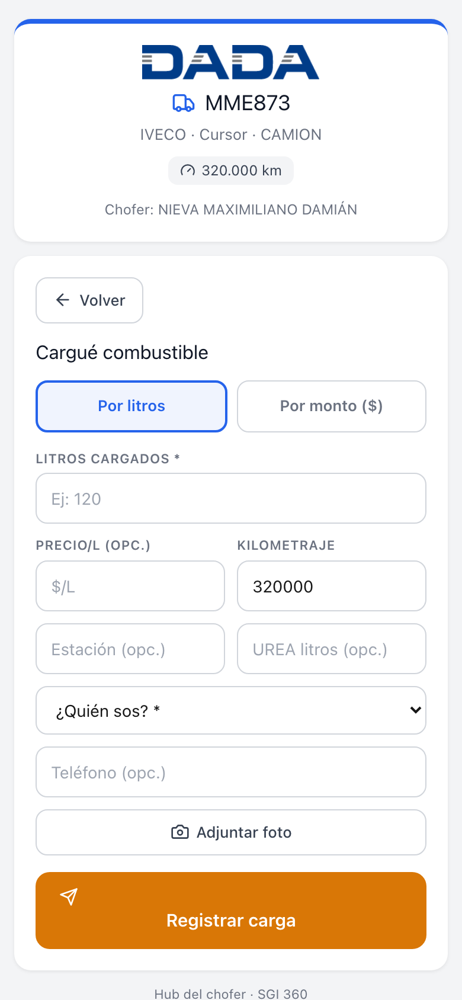 DADA
MME873
IVECO · Cursor · CAMION
320.000 km
Chofer: NIEVA MAXIMILIANO DAMIÁN
Volver
Cargué combustible
Por litros
Por monto ($)
LITROS CARGADOS *
Ej: 120
PRECIO/L (OPC.)
KILOMETRAJE
$/L
320000
Estación (opc.)
UREA litros (opc.)
¿Quién sos? *
Teléfono (opc.)
Adjuntar foto
Registrar carga
Hub del chofer · SGI 360